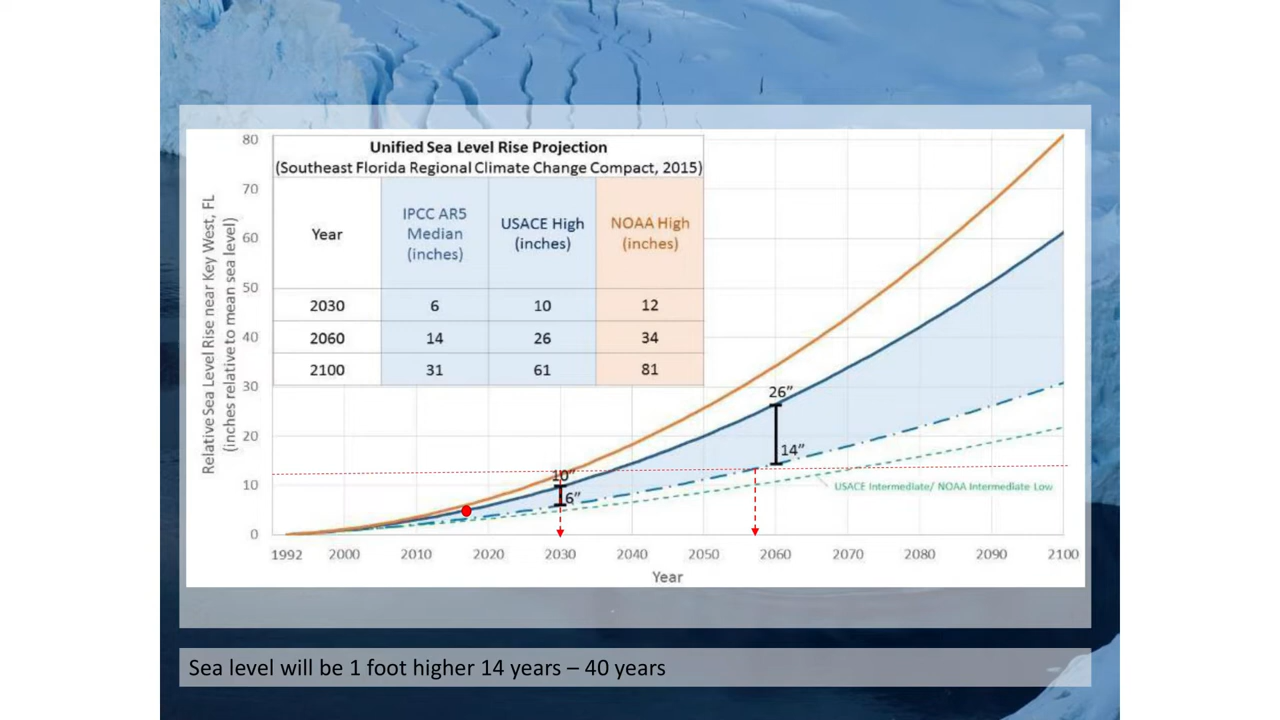 Unified Sea Level Rise Projection
(Southeast Florida Regional Climate Change Compact, 2015)
Year
IPCC AR5
Median
(inches)
USACE High
(inches)
NOAA High
(inches)
2030 6 10 12
2060 14 26 34
2100 31 61 81
Relative Sea Level Rise near Key West, FL
(inches relative to mean sea level)
80
70
60
50
40
30
20
10
0
26"
14"
10"
6"
USACE Intermediate/ NOAA Intermediate Low
1992 2000 2010 2020 2030 2040 2050 2060 2070 2080 2090 2100
Year
Sea level will be 1 foot higher 14 years – 40 years